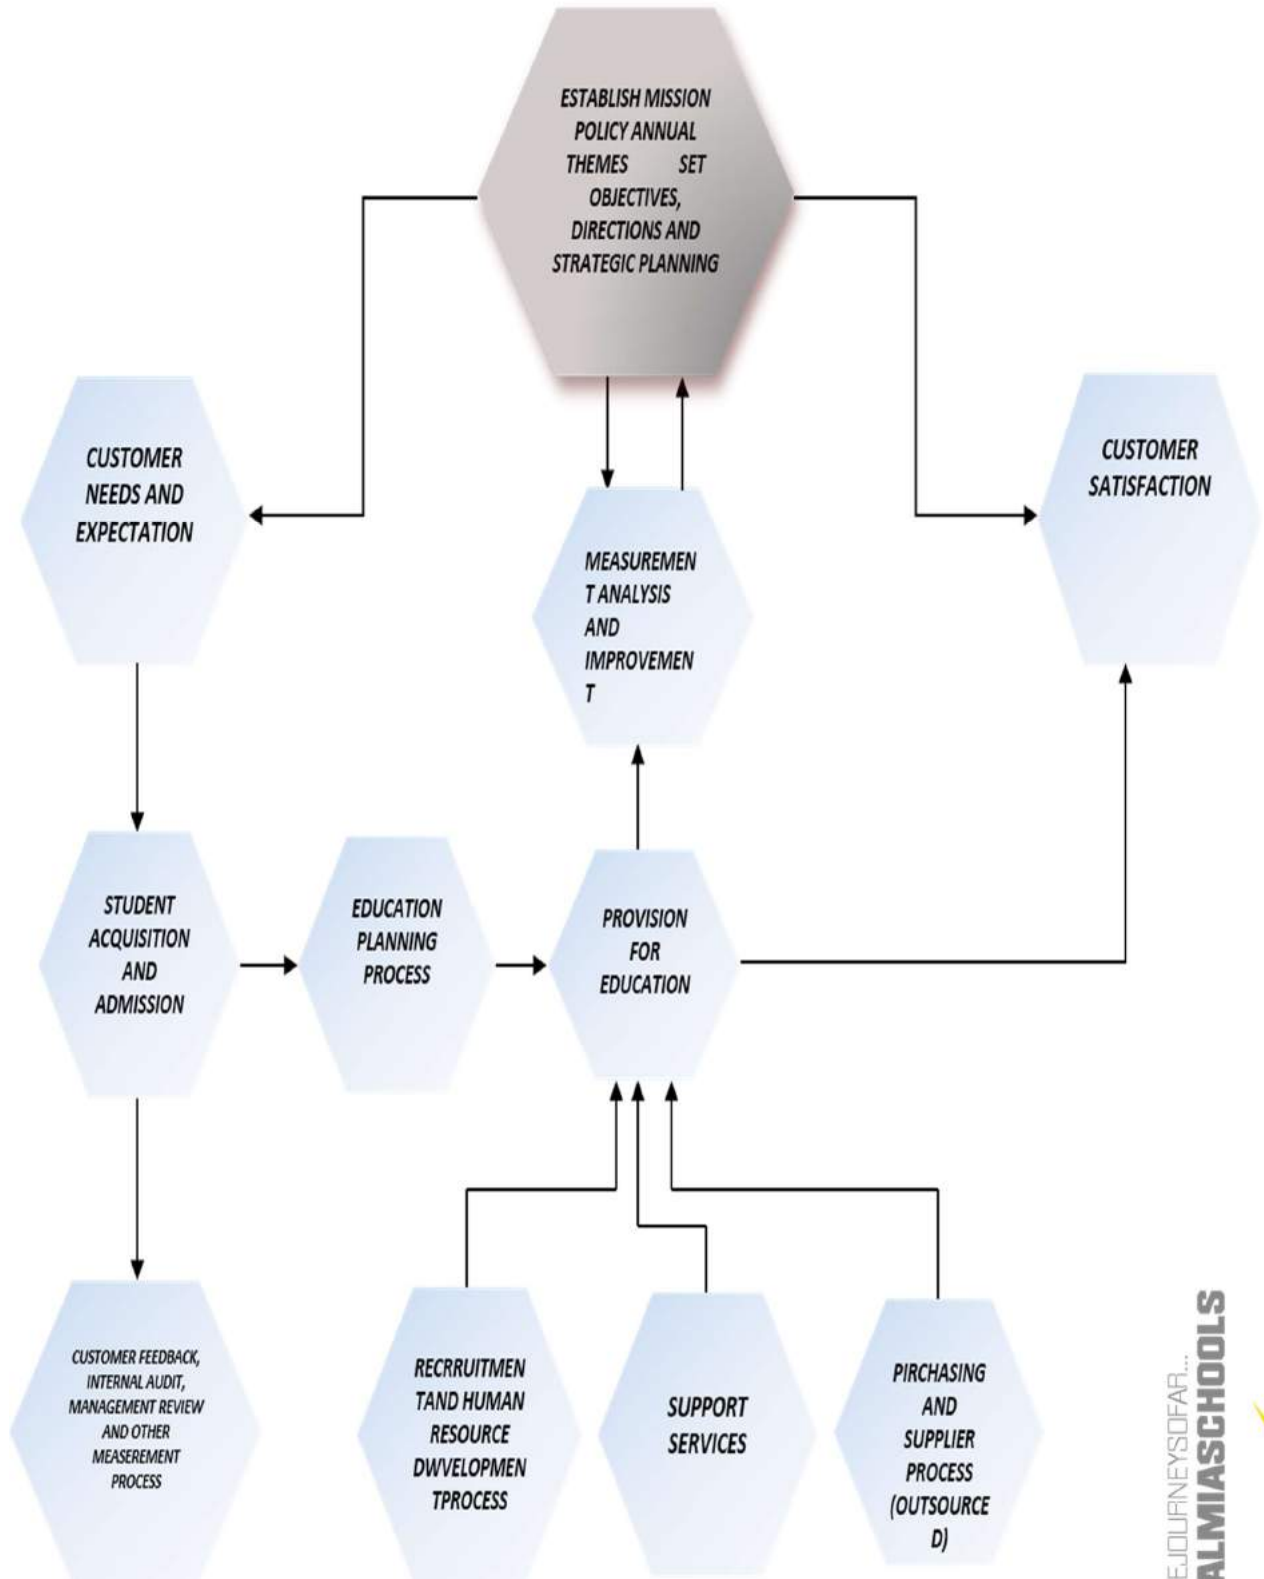 ESTABLISH MISSION
POLICY ANNUAL
THEMES SET
OBJECTIVES,
DIRECTIONS AND
STRATEGIC PLANNING
CUSTOMER
NEEDS AND
EXPECTATION
CUSTOMER
SATISFACTION
MEASUREMEN
T ANALYSIS
AND
IMPROVEMEN
T
STUDENT
ACQUISITION
AND
ADMISSION
EDUCATION
PLANNING
PROCESS
PROVISION
FOR
EDUCATION
CUSTOMER FEEDBACK,
INTERNAL AUDIT,
MANAGEMENT REVIEW
AND OTHER
MEASEREMENT
PROCESS
RECRRUITMEN
TAND HUMAN
RESOURCE
DWVELOPMEN
TPROCESS
SUPPORT
SERVICES
PIRCHASING
AND
SUPPLIER
PROCESS
(OUTSOURCE
D)
EJOURNEYSOFAR...
ALMIASCHOOLS